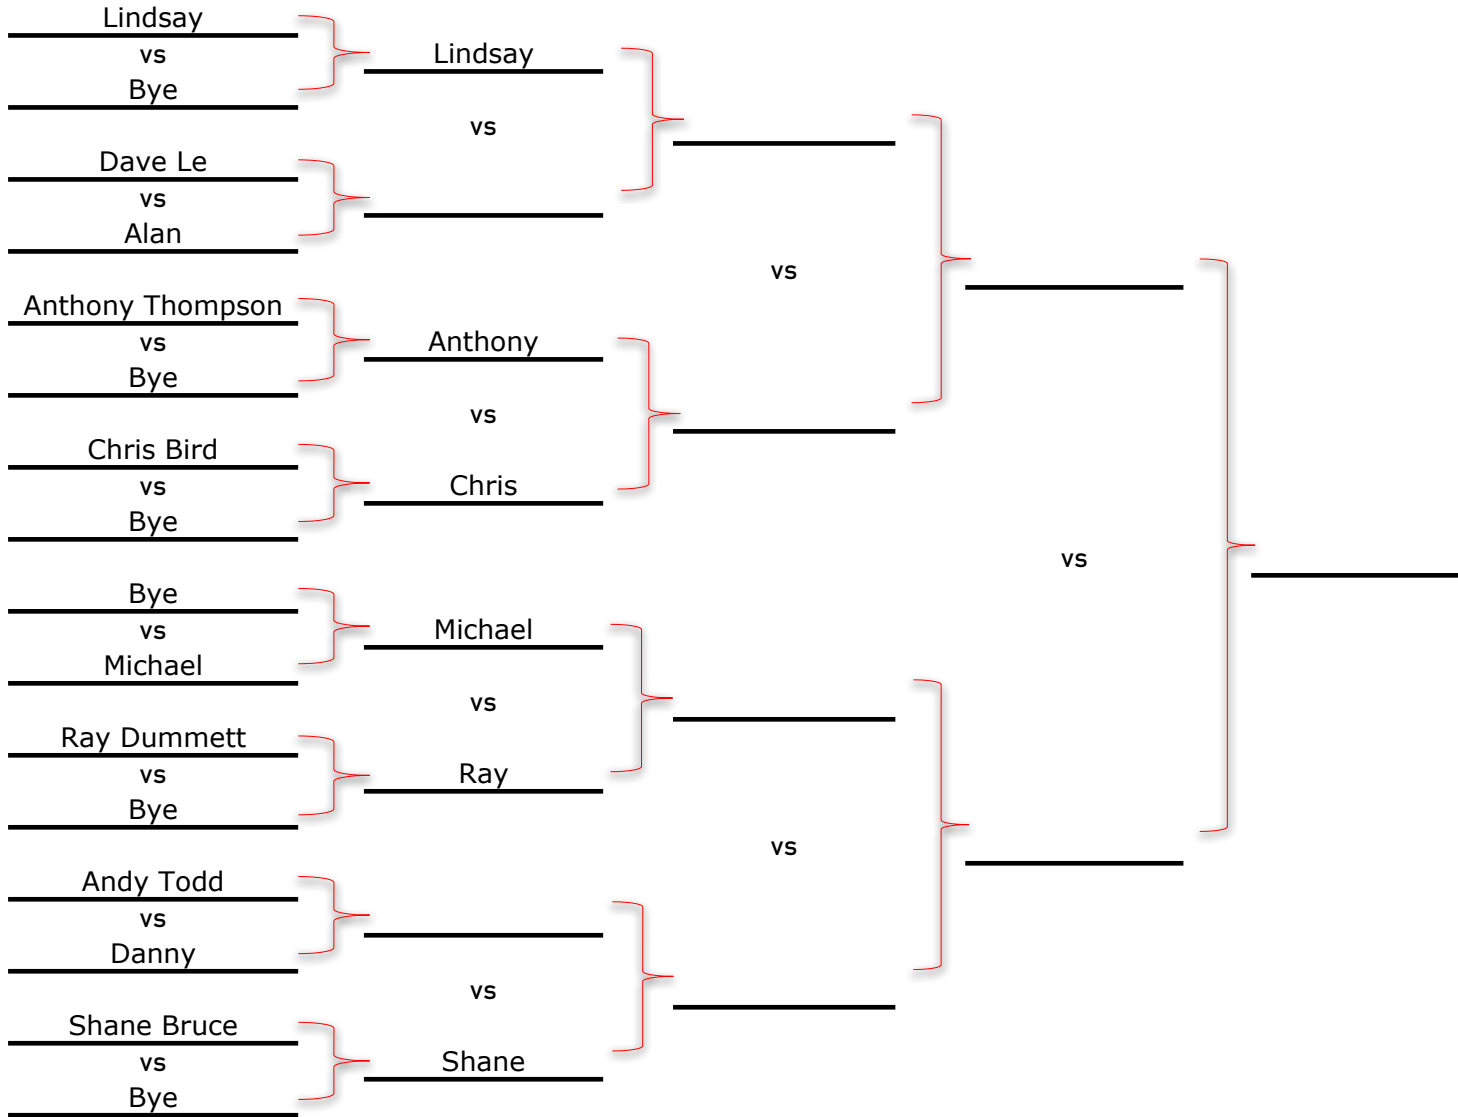 Lindsay
vs
Bye
Dave Le
vs
Alan
Anthony Thompson
vs
Bye
Chris Bird
vs
Bye
Bye
vs
Michael
Ray Dummett
vs
Bye
Andy Todd
vs
Danny
Shane Bruce
vs
Bye
Lindsay
vs
Anthony
vs
Chris
Michael
vs
Ray
vs
Shane
vs
vs
vs